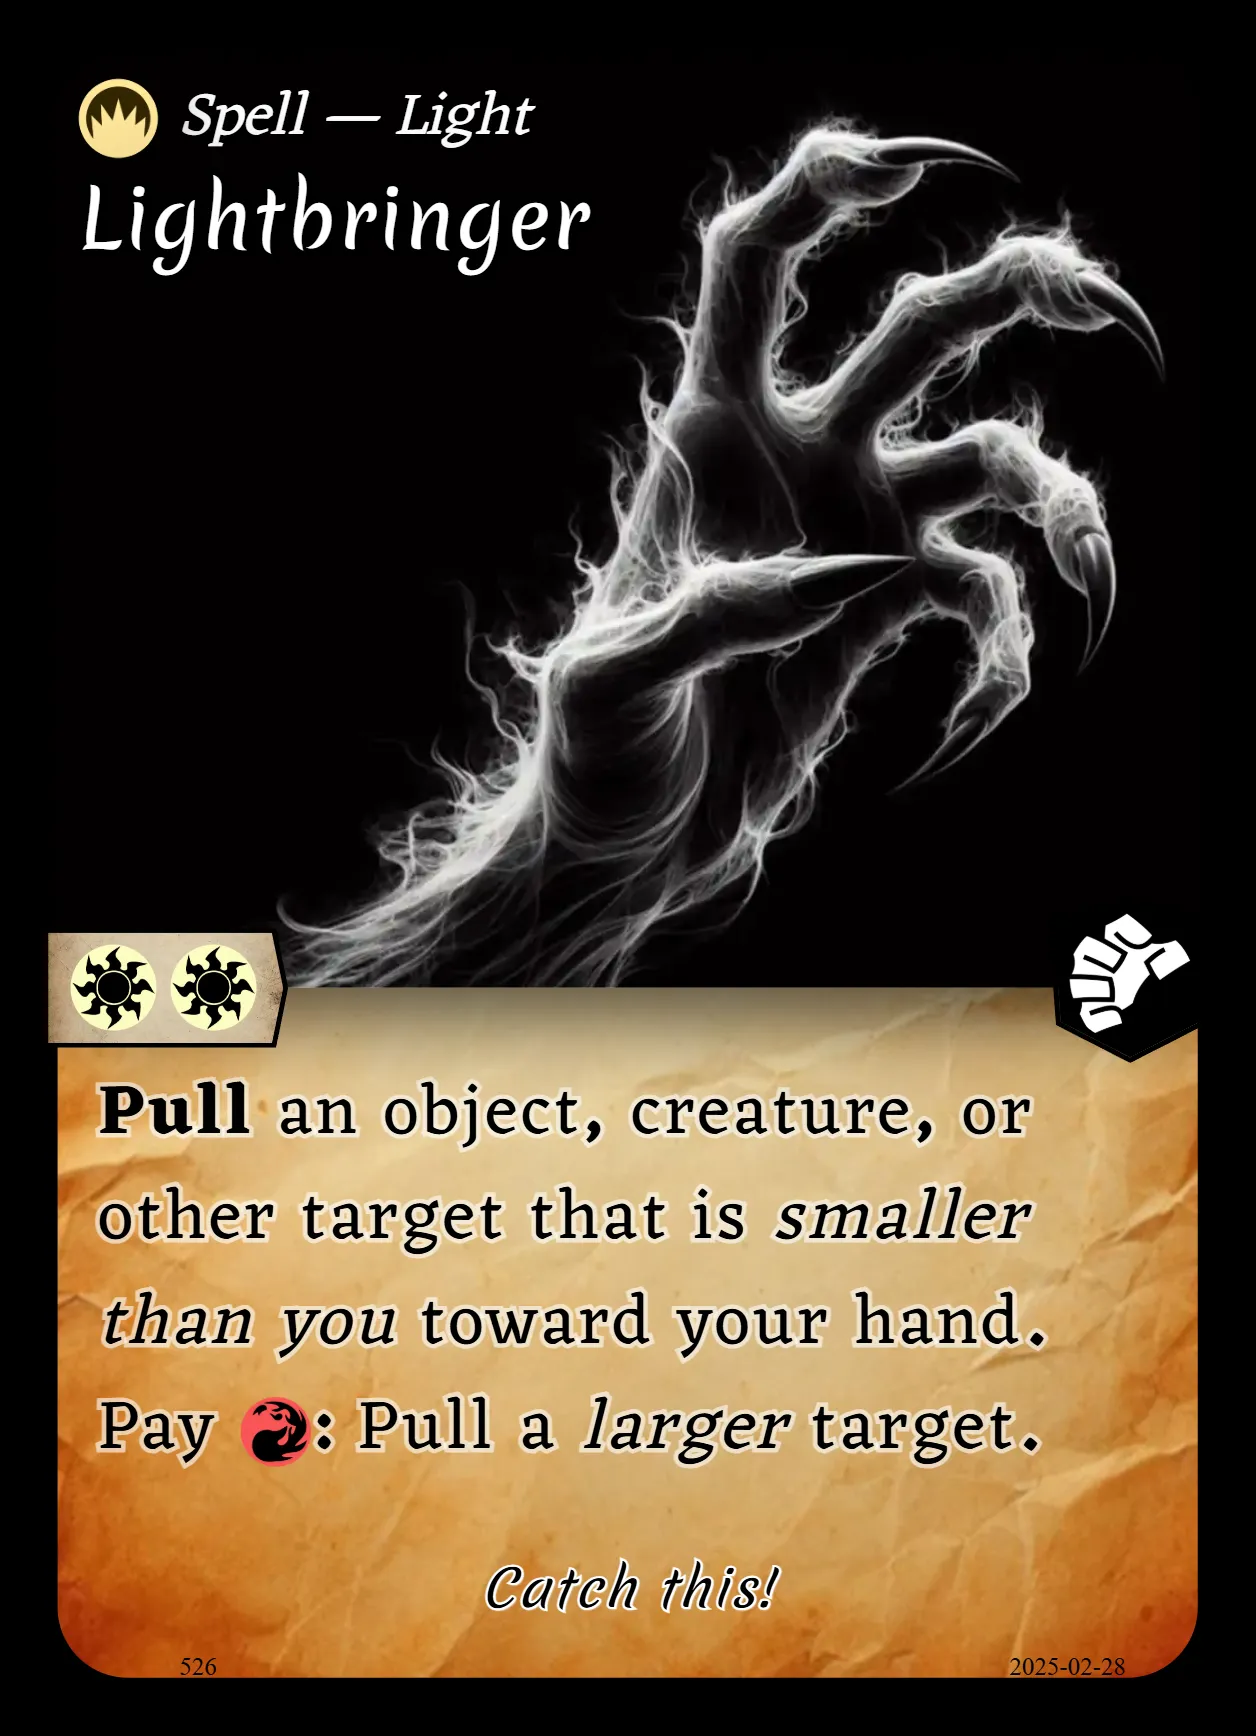 Spell — Light
Lightbringer
Pull an object, creature, or
other target that is smaller
than you toward your hand.
Pay : Pull a larger target.
Catch this!
526
2025-02-28